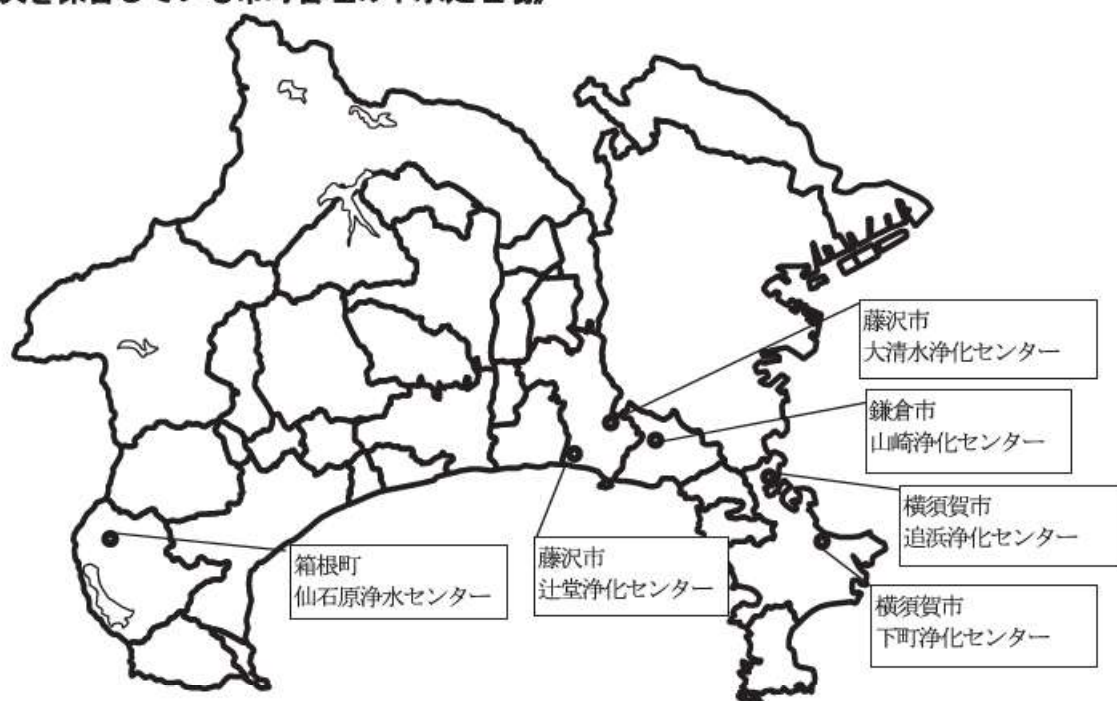 藤沢市
大清水浄化センター
鎌倉市
山崎浄化センター
横須賀市
追浜浄化センター
横須賀市
下町浄化センター
藤沢市
辻堂浄化センター
箱根町
仙石原浄水センター